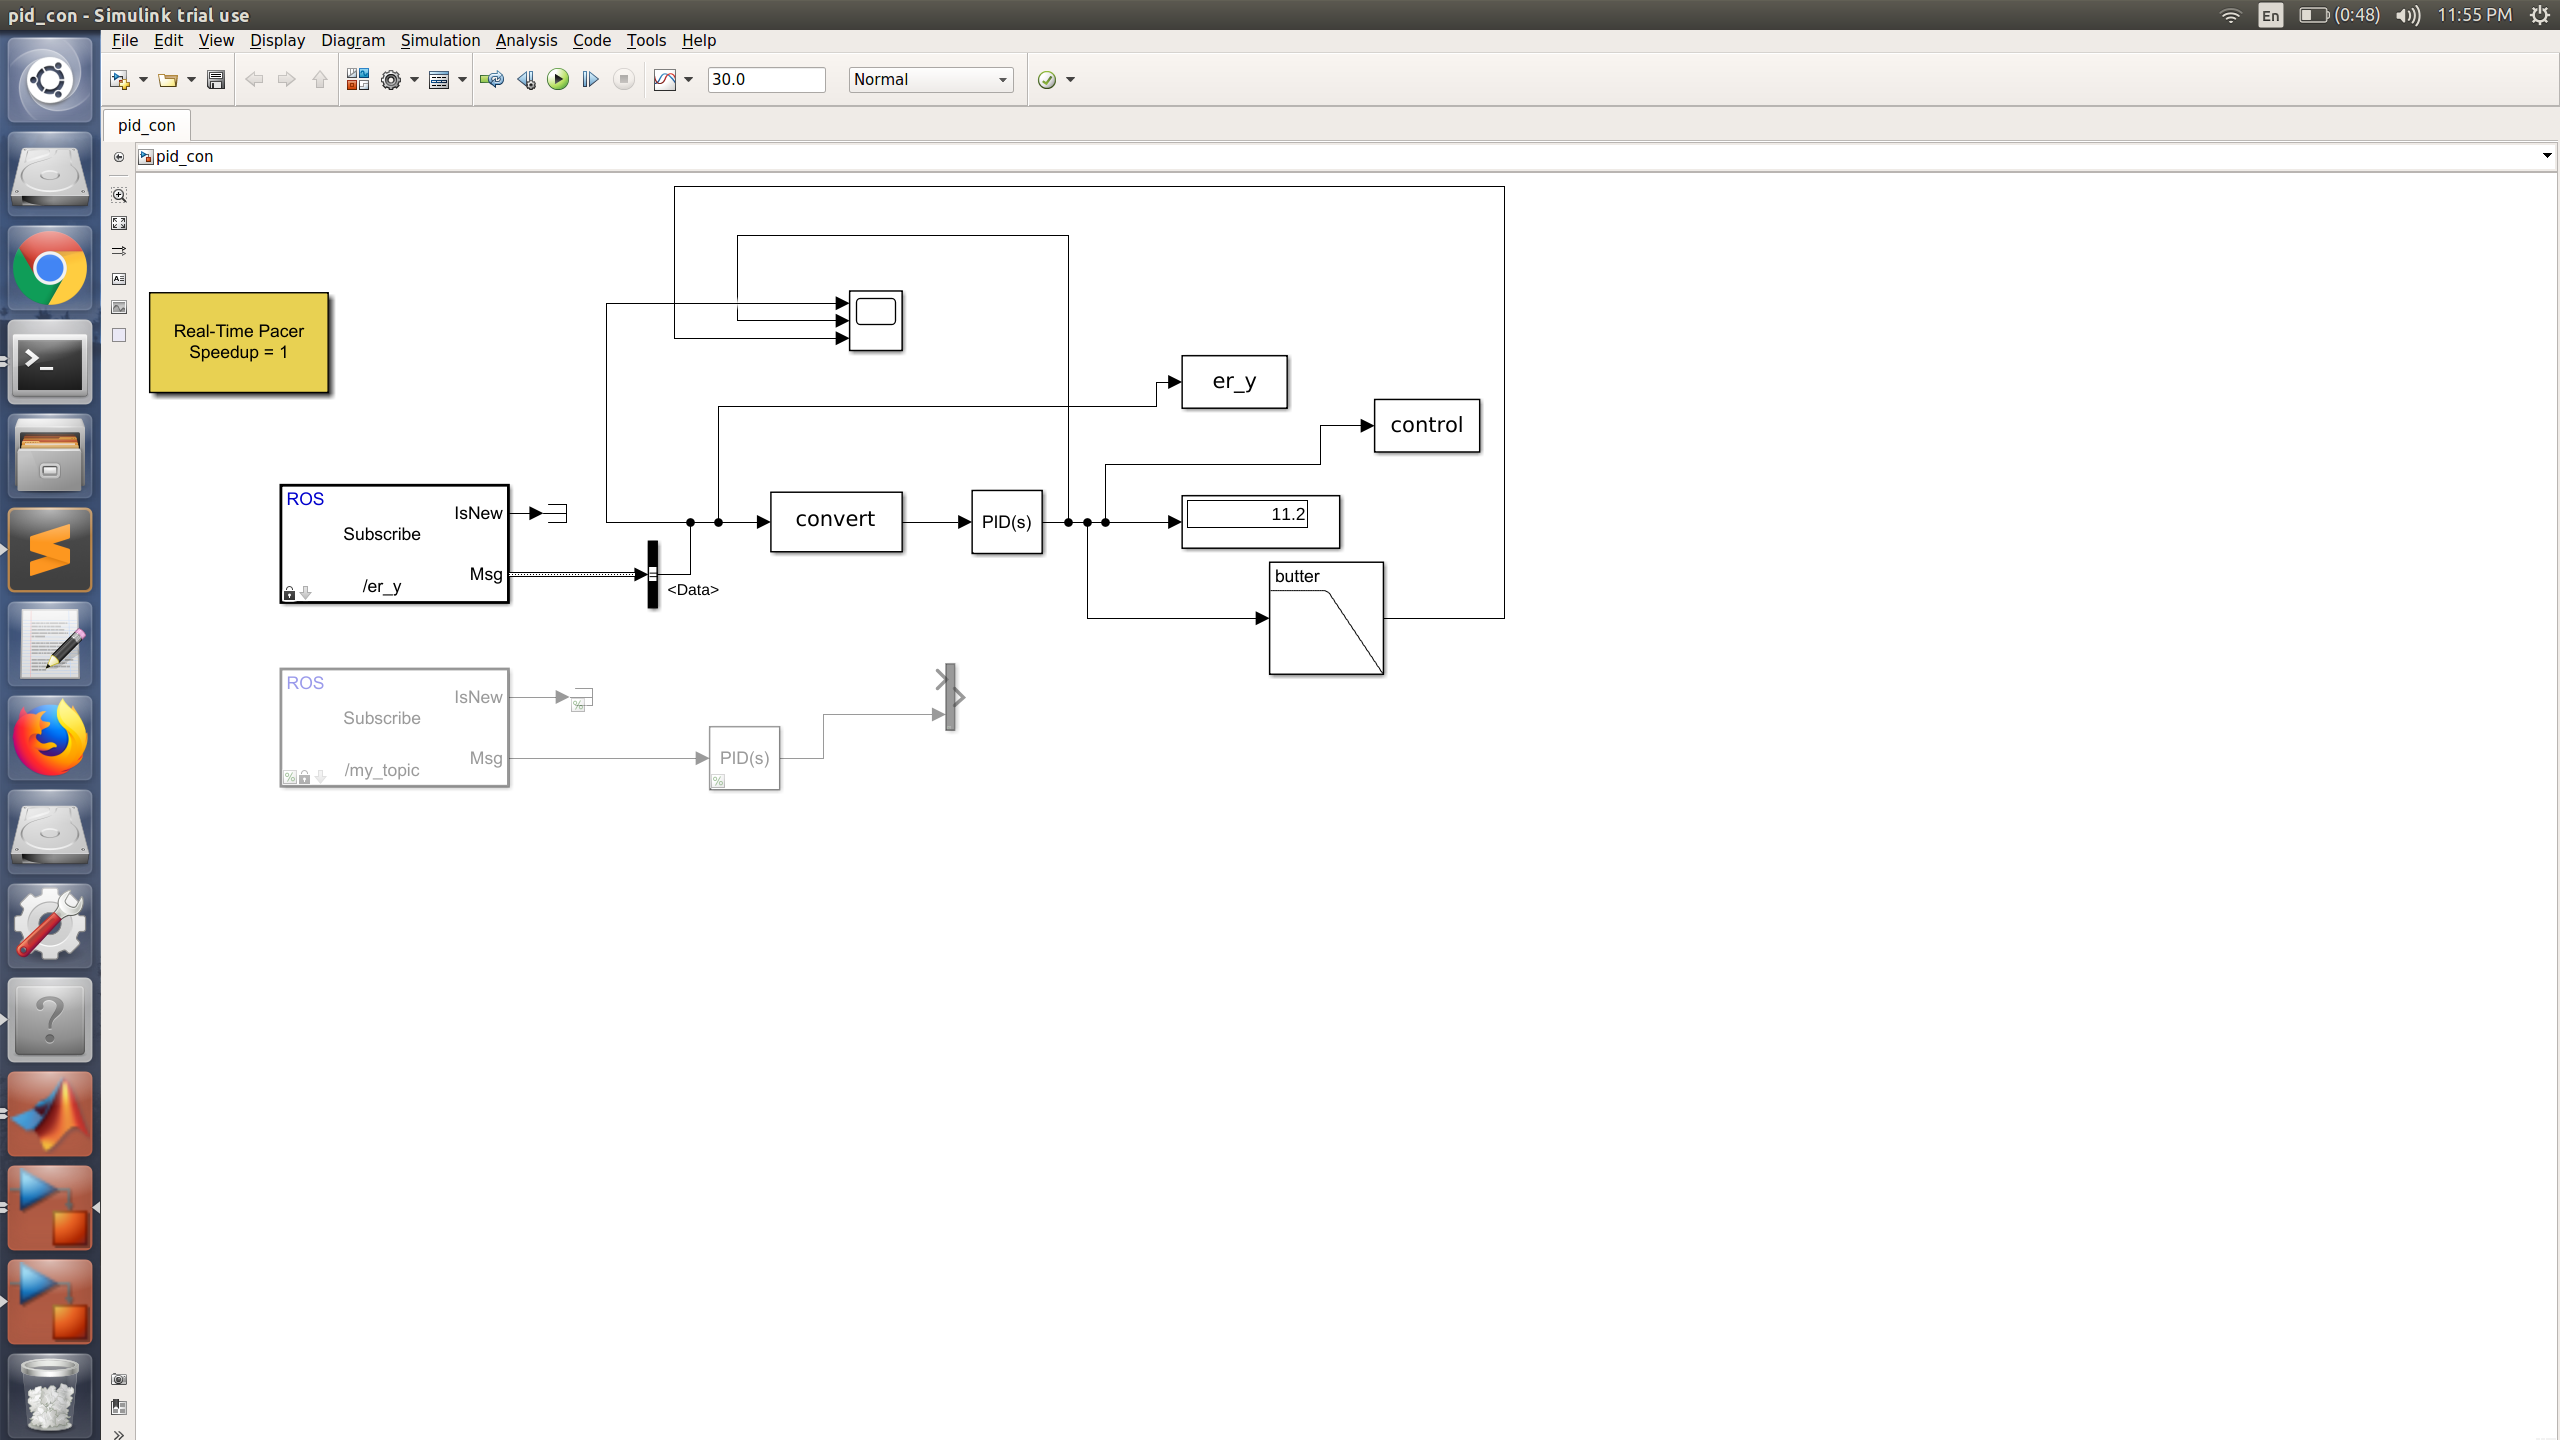 pid_con - Simulink trial use
En
(0:48)
11:55 PM
File Edit View Display Diagram Simulation Analysis Code Tools Help
30.0
Normal
pid_con
pid_con
Real-Time Pacer
Speedup = 1
er_y
control
ROS
IsNew
Subscribe
Msg
/er_y
<Data>
convert
PID(s)
11.2
butter
ROS
IsNew
Subscribe
Msg
/my_topic
PID(s)